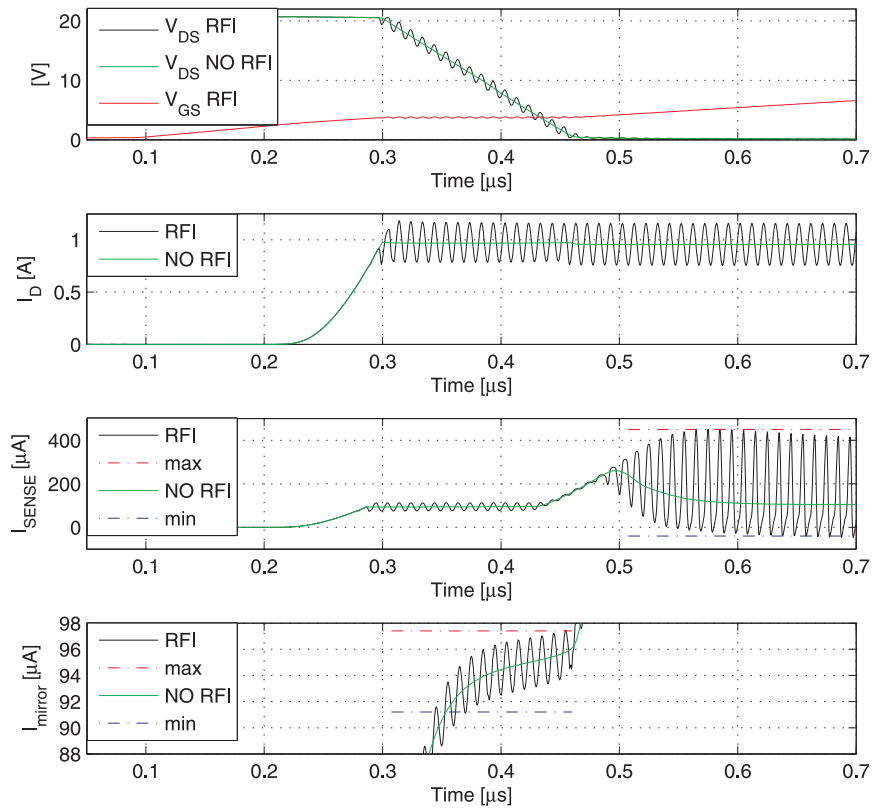 20
10
0
[V]
V_DS RFI
V_DS NO RFI
V_GS RFI
0.1 0.2 0.3 0.4 0.5 0.6 0.7
Time [μs]
1
0.5
0
I_D [A]
RFI
NO RFI
0.1 0.2 0.3 0.4 0.5 0.6 0.7
Time [μs]
400
200
0
I_SENSE [μA]
RFI
max
NO RFI
min
0.1 0.2 0.3 0.4 0.5 0.6 0.7
Time [μs]
98
96
94
92
90
88
I_mirror [μA]
RFI
max
NO RFI
min
0.1 0.2 0.3 0.4 0.5 0.6 0.7
Time [μs]